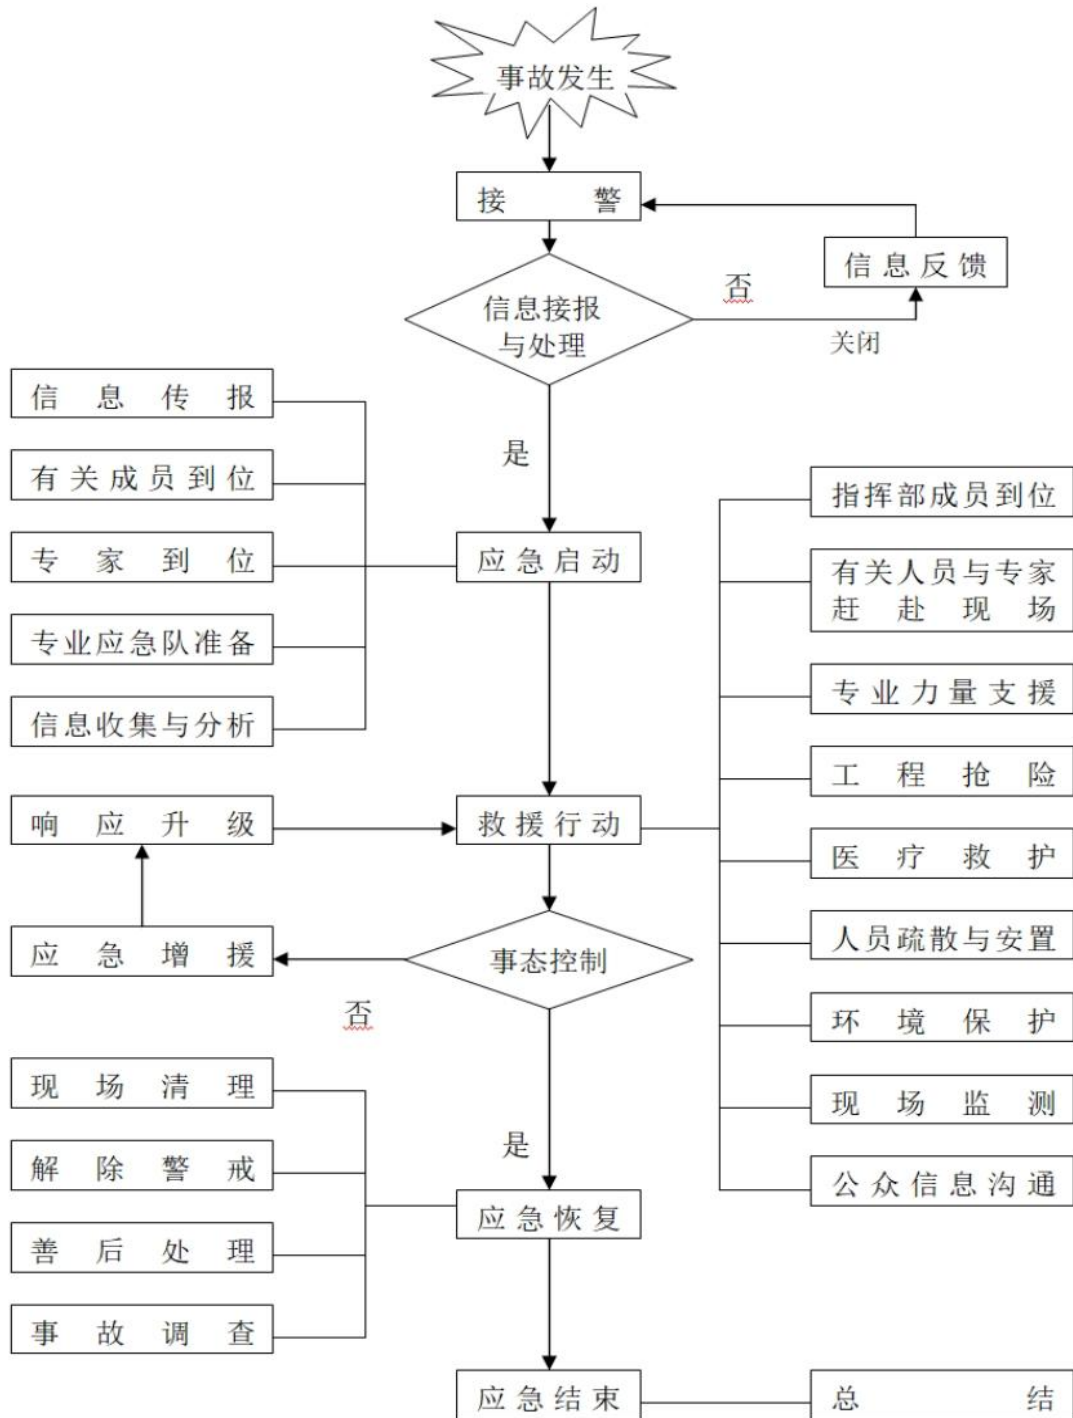 事故发生
接警
信息反馈
否
信息接报
与处理
关闭
信息传报
是
有关成员到位
指挥部成员到位
专家到位
应急启动
有关人员与专家
赶赴现场
专业应急队准备
专业力量支援
信息收集与分析
工程抢险
响应升级
救援行动
医疗救护
应急增援
事态控制
人员疏散与安置
否
环境保护
现场清理
现场监测
是
解除警戒
公众信息沟通
应急恢复
善后处理
事故调查
应急结束
总结